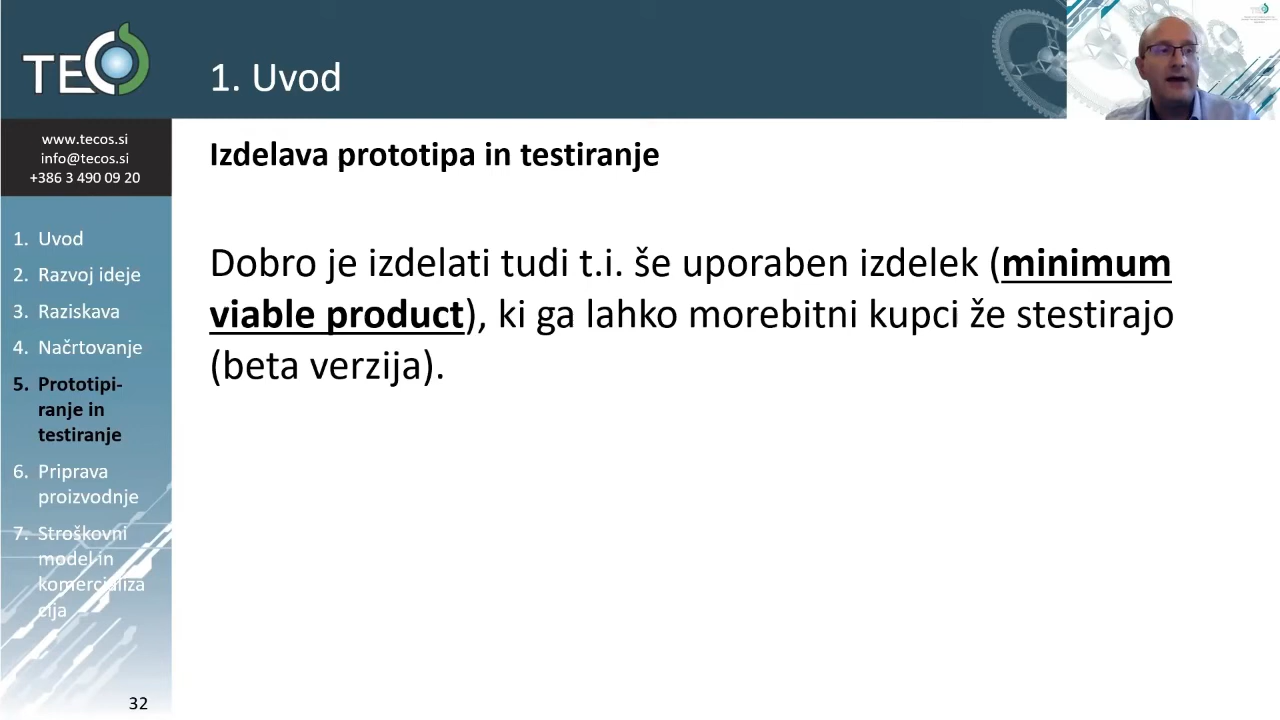 TECOS
1. Uvod
www.tecos.si
info@tecos.si
+386 3 490 09 20
1. Uvod
2. Razvoj ideje
3. Raziskava
4. Načrtovanje
5. Prototipi-
ranje in
testiranje
6. Priprava
proizvodnje
7. Stroškovni
model in
komercializa
cija
32
Izdelava prototipa in testiranje
Dobro je izdelati tudi t.i. še uporaben izdelek (minimum
viable product), ki ga lahko morebitni kupci že stestirajo
(beta verzija).